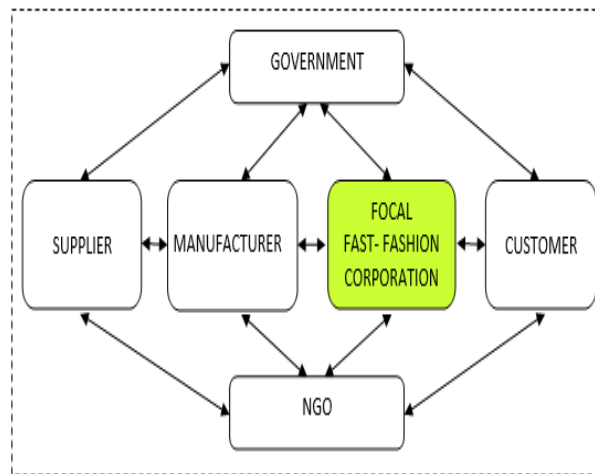 GOVERNMENT
SUPPLIER
MANUFACTURER
FOCAL
FAST- FASHION
CORPORATION
CUSTOMER
NGO